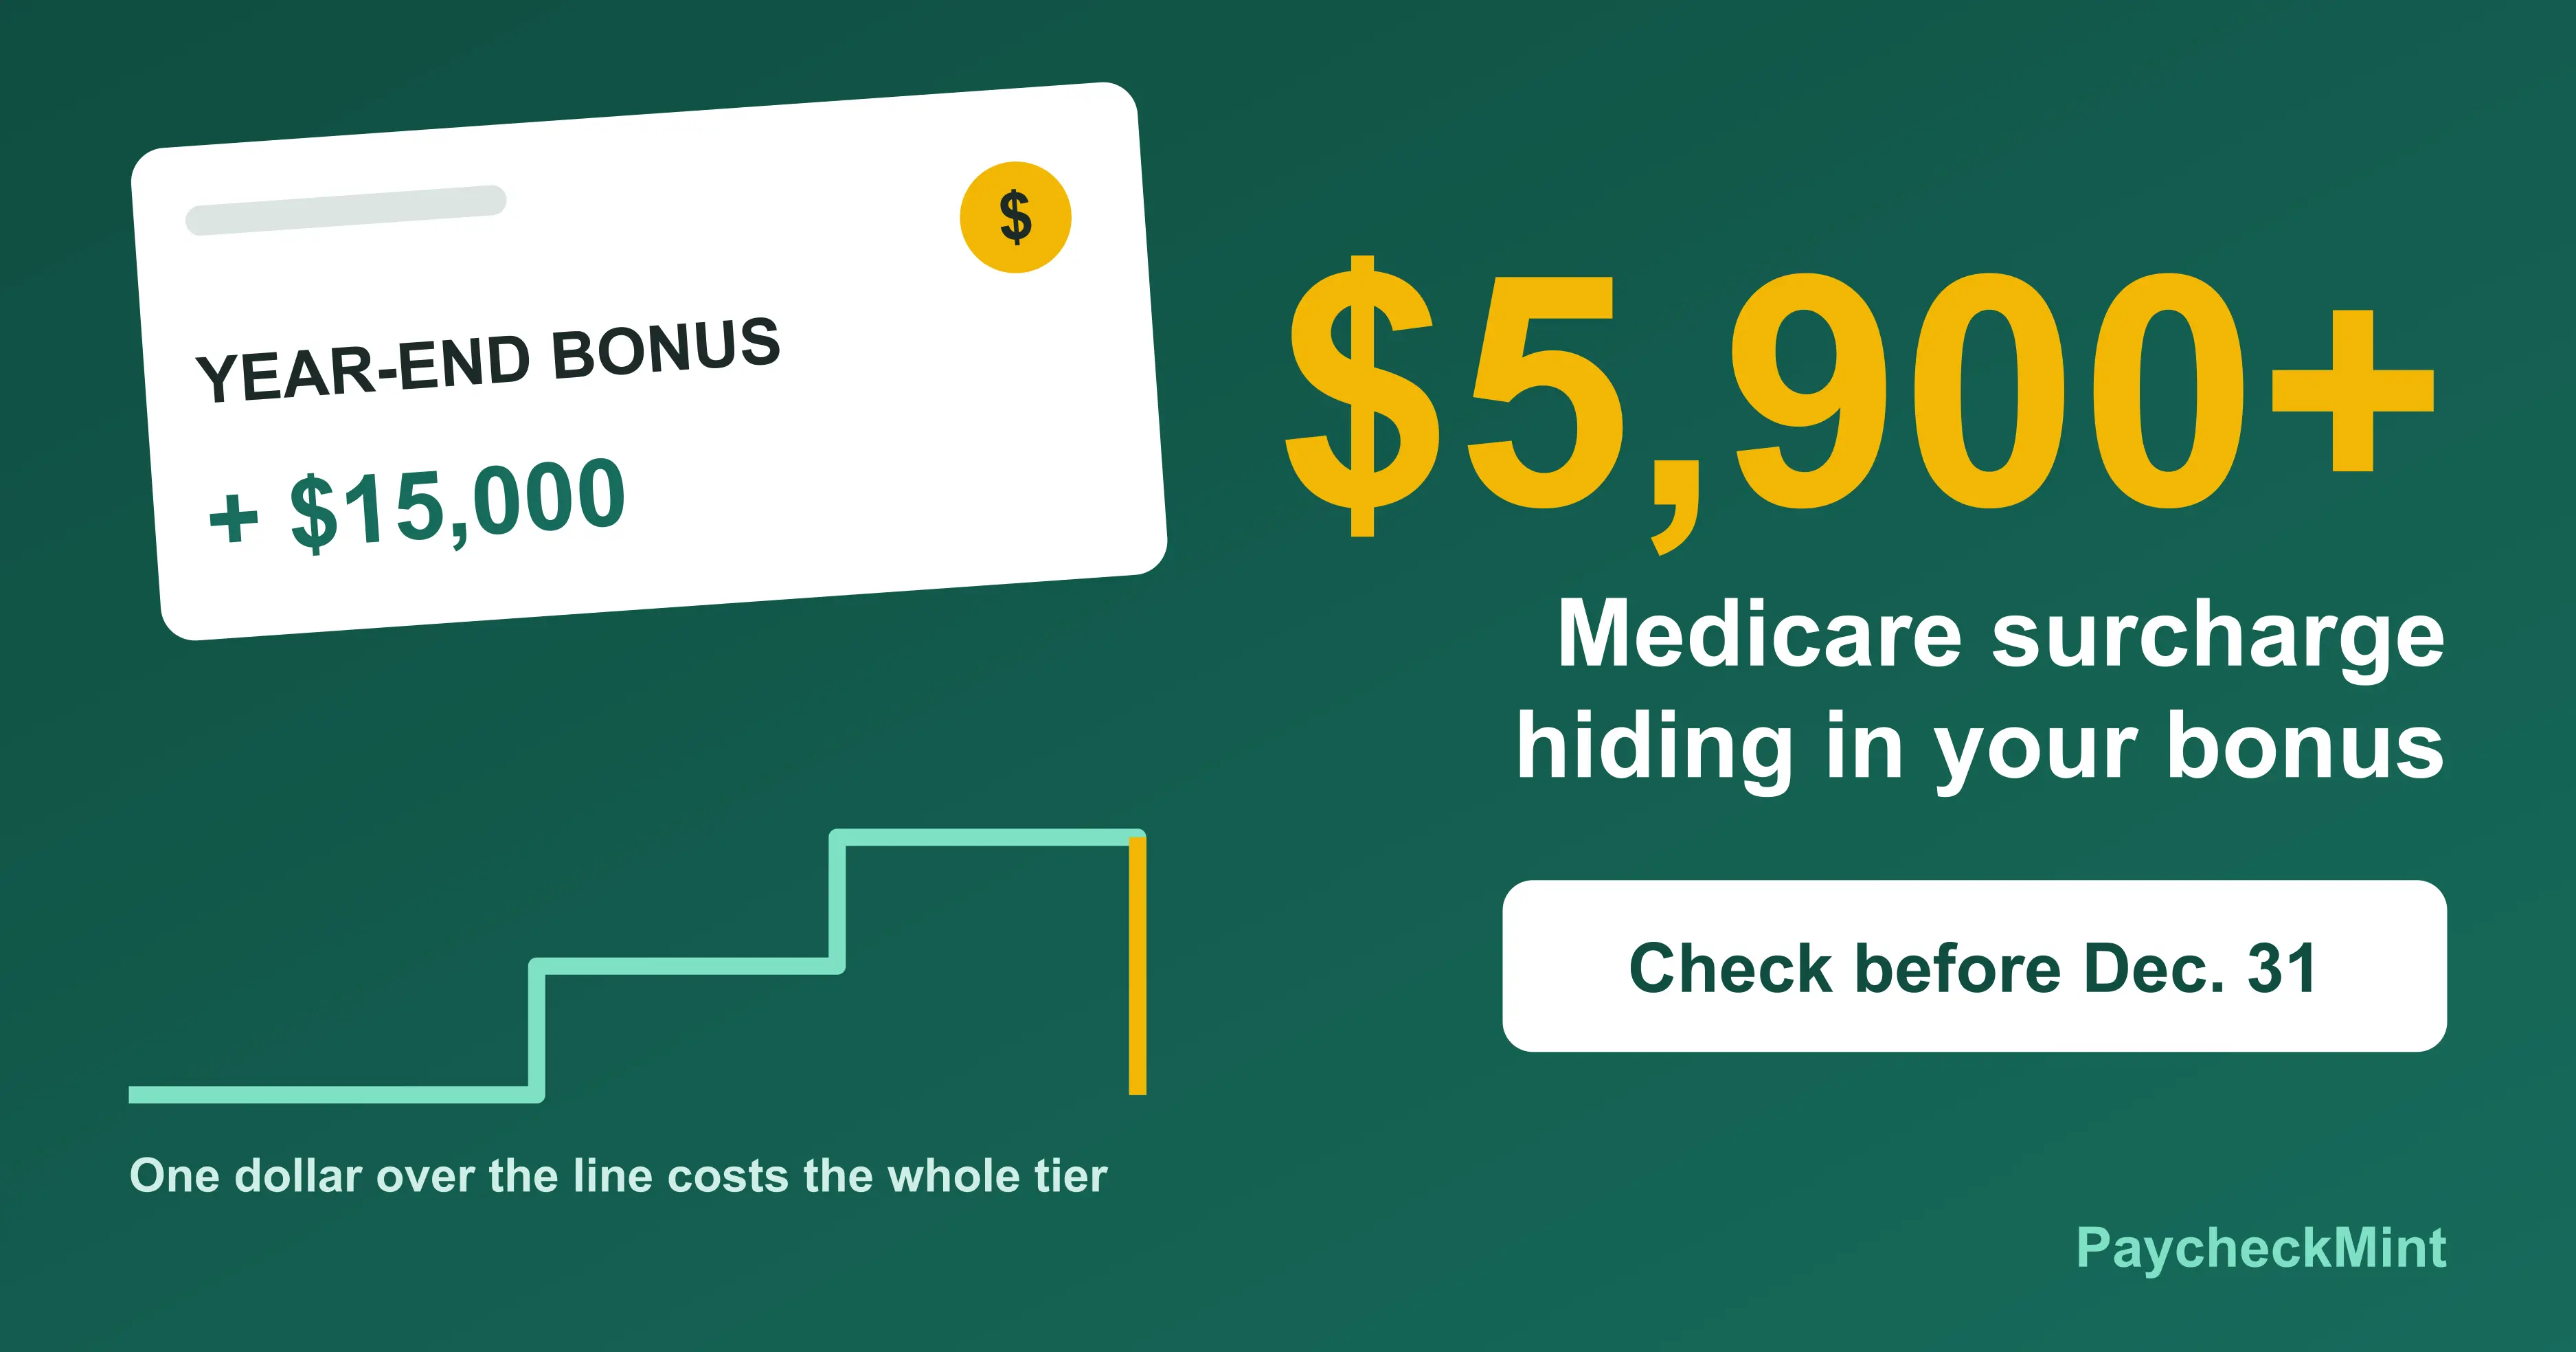 $
YEAR-END BONUS
+ $15,000
$5,900+
Medicare surcharge
hiding in your bonus
Check before Dec. 31
One dollar over the line costs the whole tier
PaycheckMint